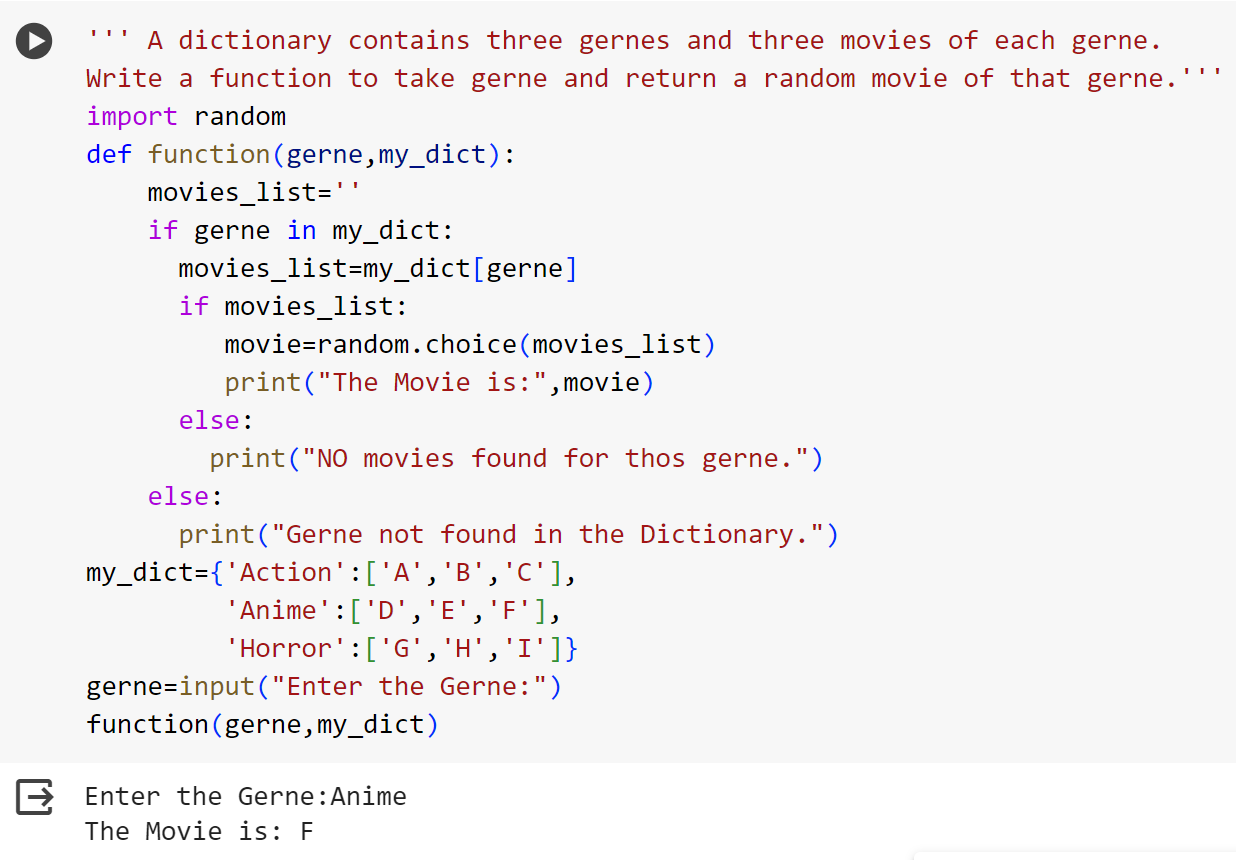 ''' A dictionary contains three gernes and three movies of each gerne.
Write a function to take gerne and return a random movie of that gerne.'''
import random
def function(gerne,my_dict):
    movies_list=''
    if gerne in my_dict:
      movies_list=my_dict[gerne]
      if movies_list:
         movie=random.choice(movies_list)
         print("The Movie is:",movie)
      else:
        print("NO movies found for thos gerne.")
    else:
      print("Gerne not found in the Dictionary.")
my_dict={'Action':['A','B','C'],
         'Anime':['D','E','F'],
         'Horror':['G','H','I']}
gerne=input("Enter the Gerne:")
function(gerne,my_dict)
Enter the Gerne:Anime
The Movie is: F